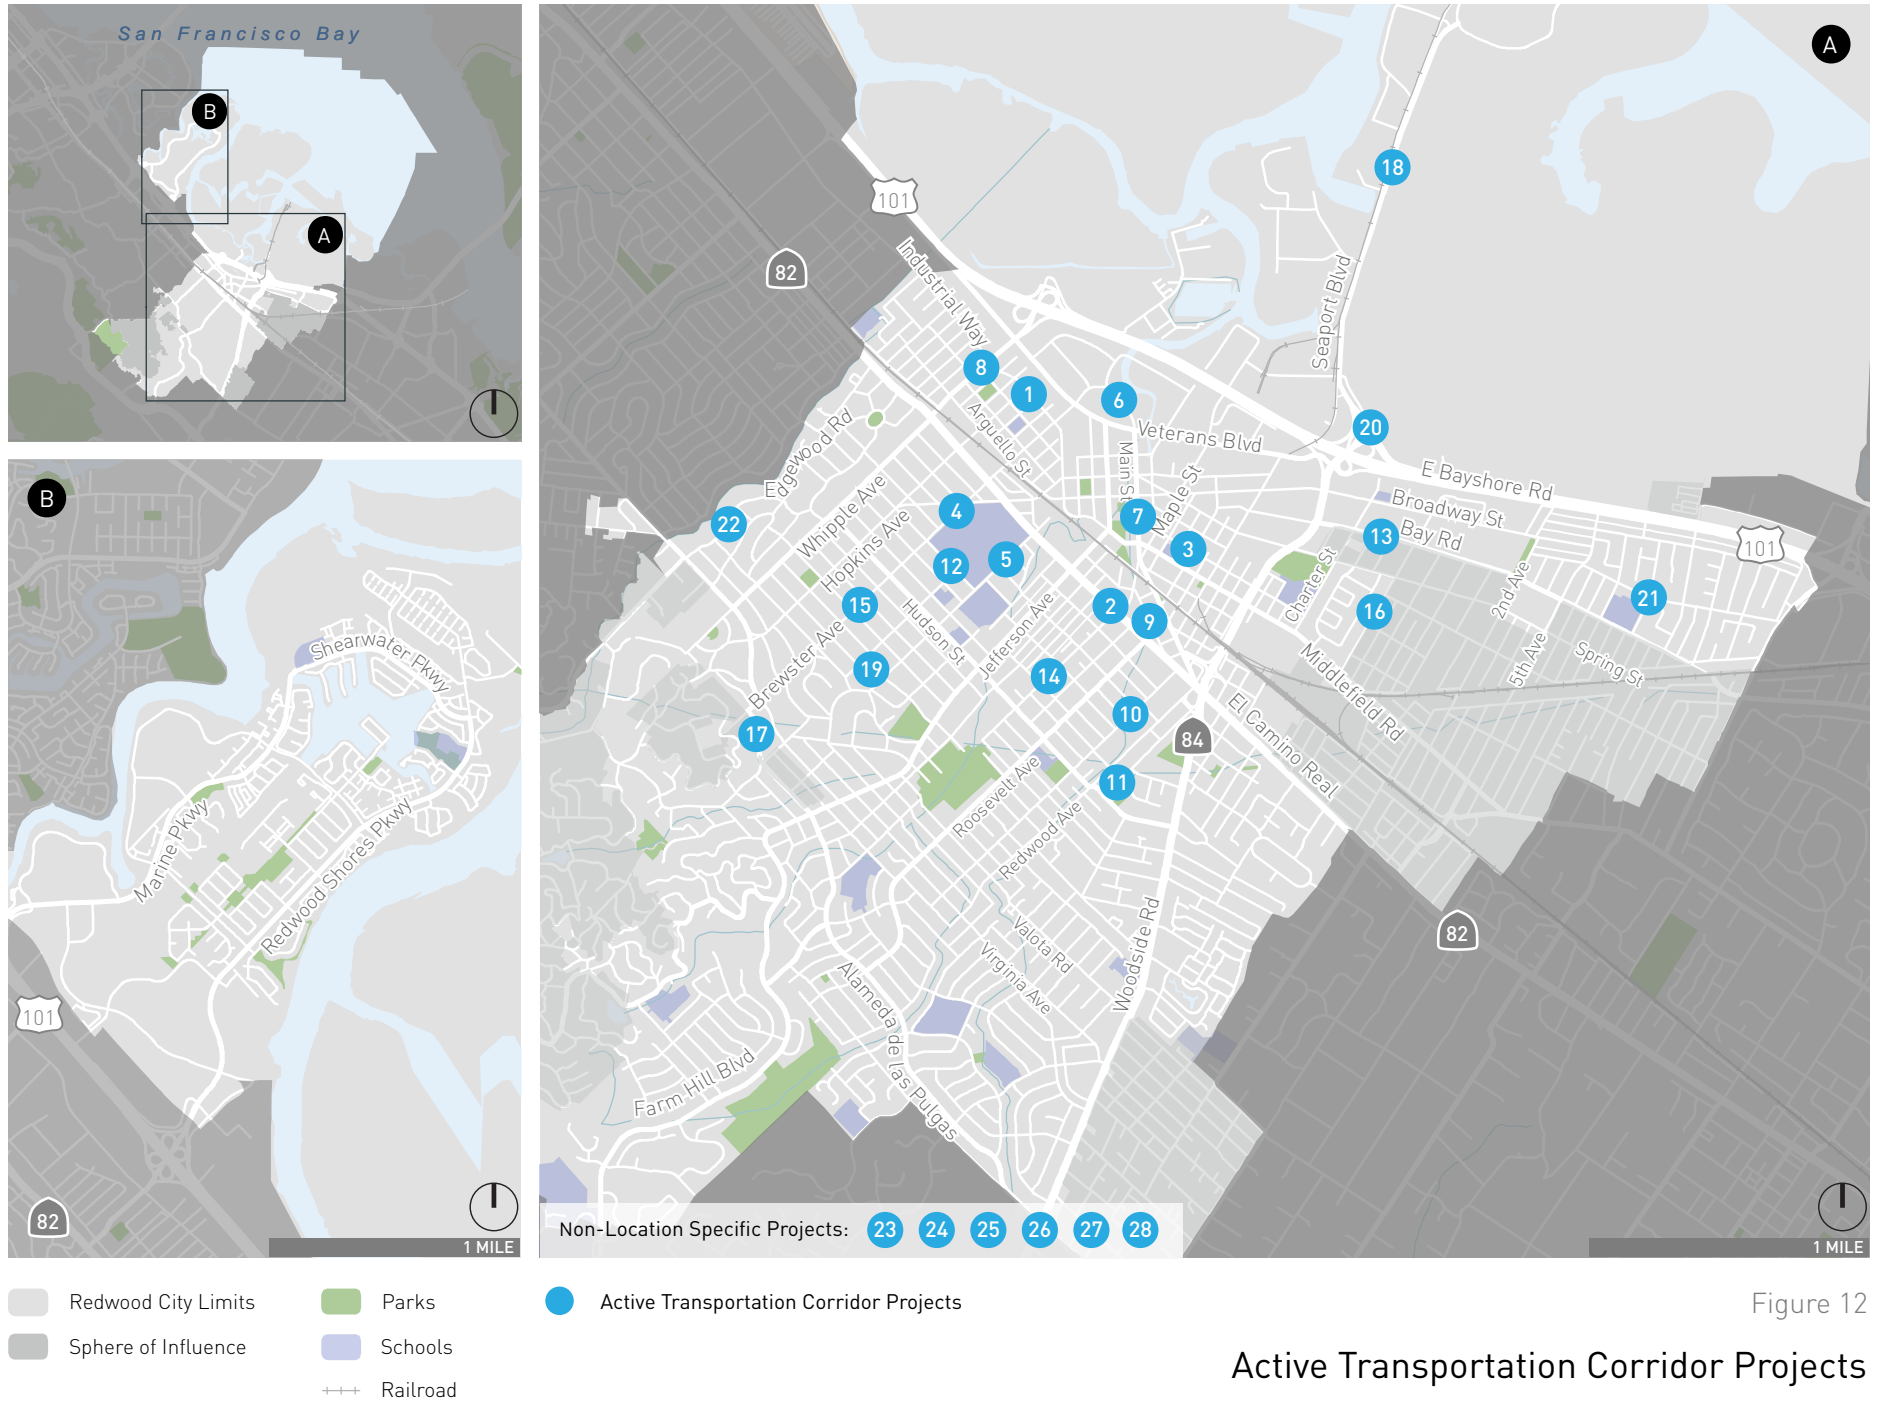 San Francisco Bay
B
A
B
Shearwater Pkwy
Marine Pkwy
Redwood Shores Pkwy
101
82
1 MILE
A
18
101
82
Industrial Way
Seaport Blvd
8
1
6
20
Arguello St
Veterans Blvd
Main St
Maple St
E Bayshore Rd
Broadway St
Bay Rd
Edgewood Rd
Whipple Ave
Hopkins Ave
22
4
7
3
13
101
12
5
Charter St
2nd Ave
21
15
Hudson St
Jefferson Ave
2
9
16
Brewster Ave
19
14
Middlefield Rd
5th Ave
Spring St
17
10
84
El Camino Real
11
Roosevelt Ave
Redwood Ave
82
Valota Rd
Virginia Ave
Woodside Rd
Alameda de las Pulgas
Farm Hill Blvd
Non-Location Specific Projects: 23 24 25 26 27 28
1 MILE
Redwood City Limits
Sphere of Influence
Parks
Schools
Railroad
Active Transportation Corridor Projects
Figure 12
Active Transportation Corridor Projects